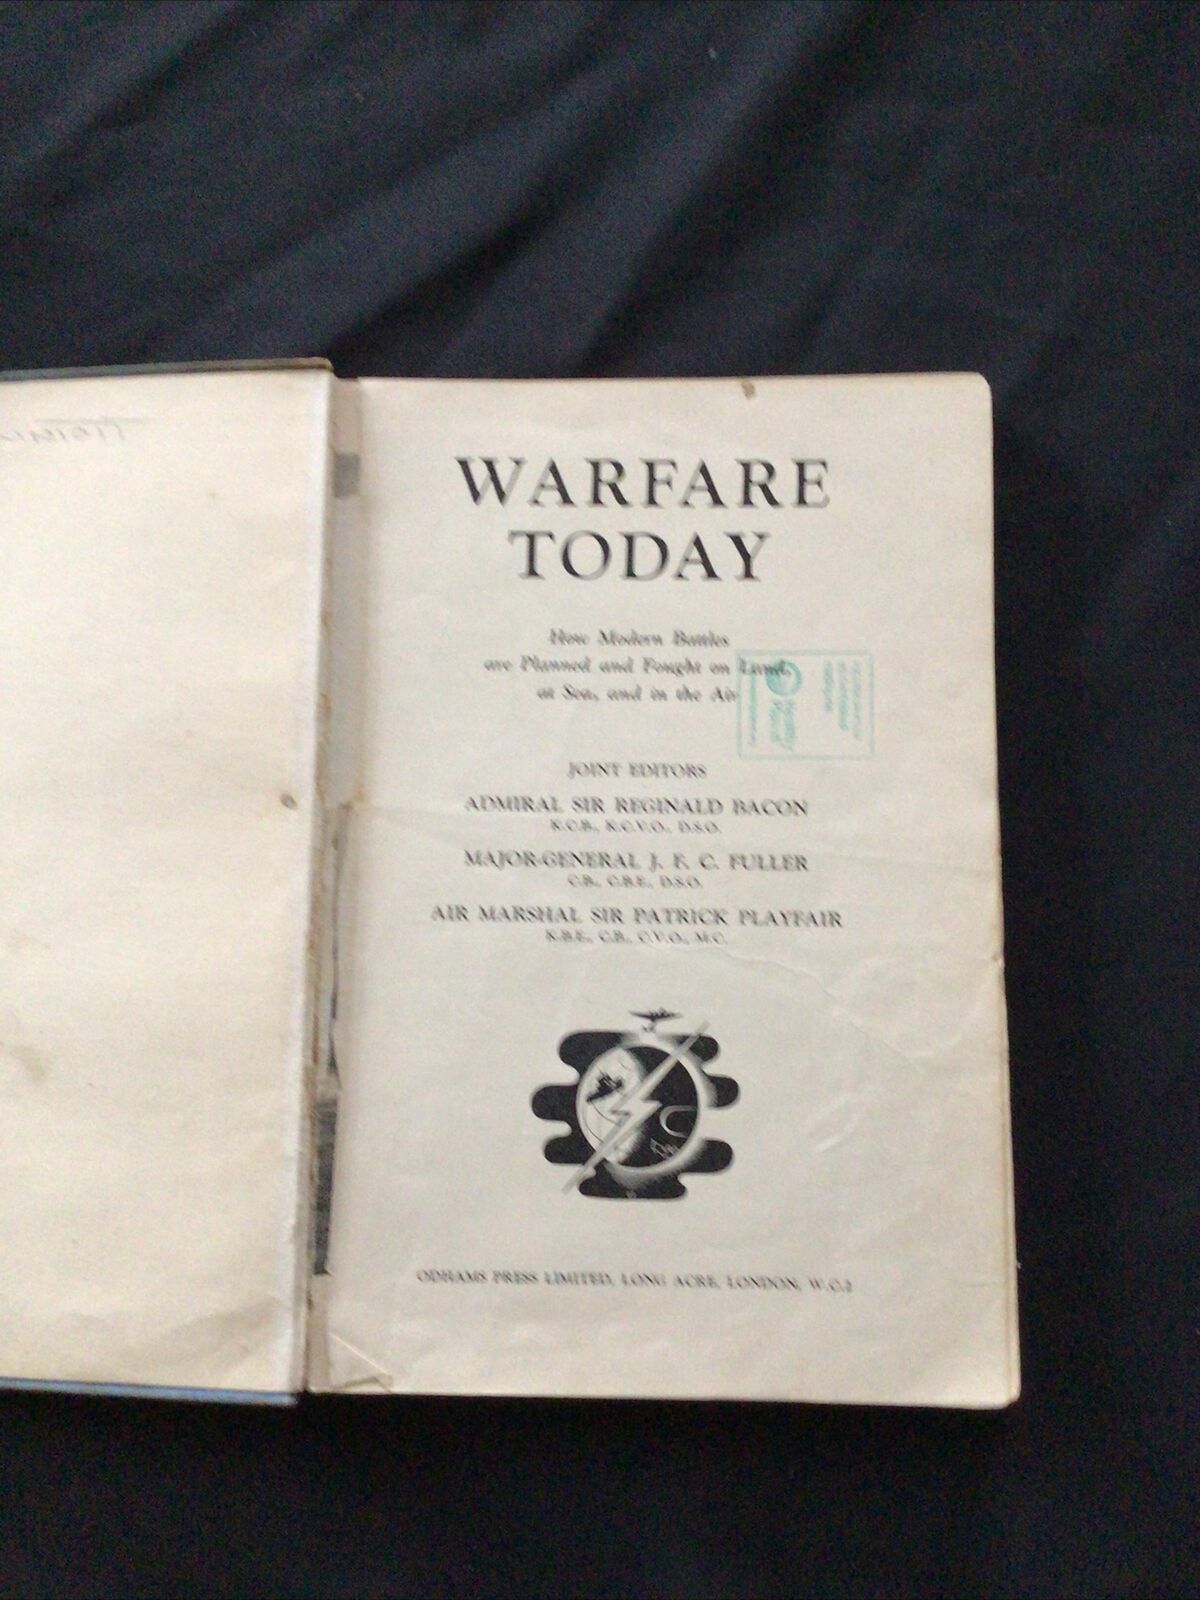 WARFARE
TODAY
How Modern Battles
are Planned and Fought on Land,
at Sea, and in the Air
JOINT EDITORS
ADMIRAL SIR REGINALD BACON
K.C.B., K.C.V.O., D.S.O.
MAJOR-GENERAL J. F. C. FULLER
C.B., C.B.E., D.S.O.
AIR MARSHAL SIR PATRICK PLAYFAIR
K.B.E., C.B., C.V.O., M.C.
ODHAMS PRESS LIMITED, LONG ACRE, LONDON, W.C.2